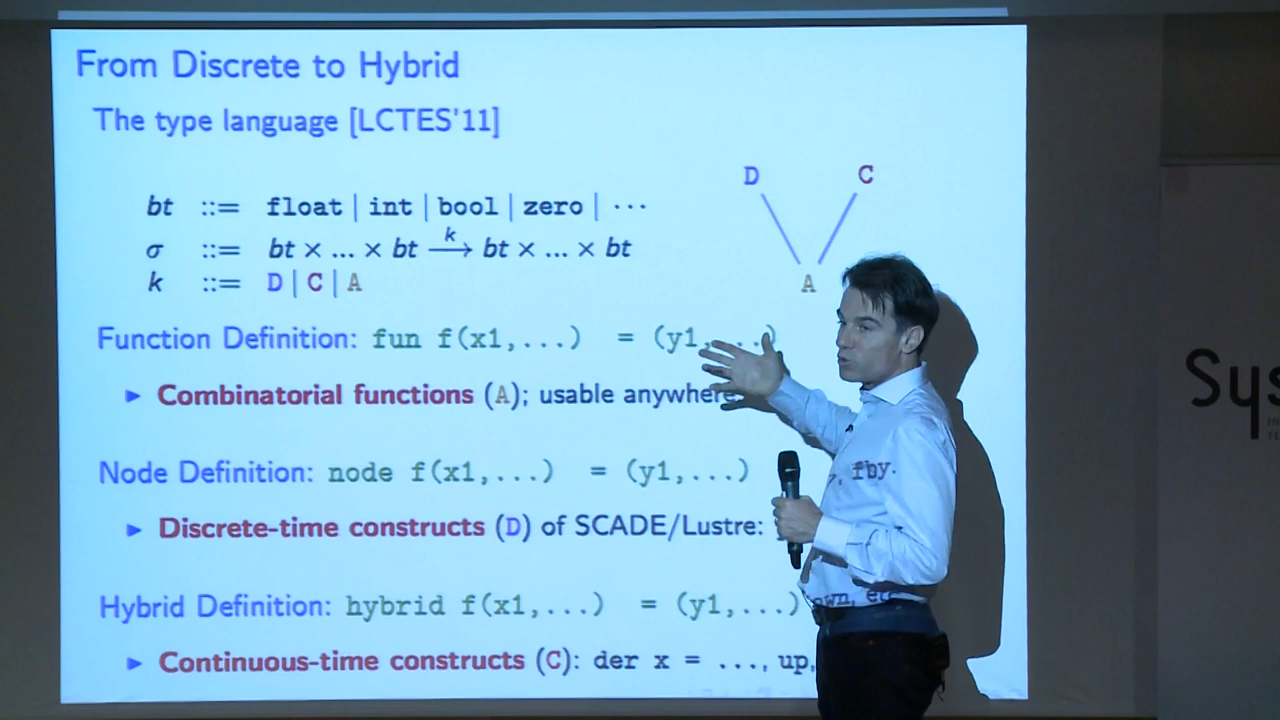 From Discrete to Hybrid
The type language [LCTES'11]
bt ::= float | int | bool | zero | ···
σ ::= bt × ... × bt —k→ bt × ... × bt
k ::= D | C | A
D C
A
Function Definition: fun f(x1,...) = (y1,...)
▶ Combinatorial functions (A); usable anywhere
Node Definition: node f(x1,...) = (y1,...)
▶ Discrete-time constructs (D) of SCADE/Lustre: , fby.
Hybrid Definition: hybrid f(x1,...) = (y1,...)
▶ Continuous-time constructs (C): der x = ..., up,
Sys